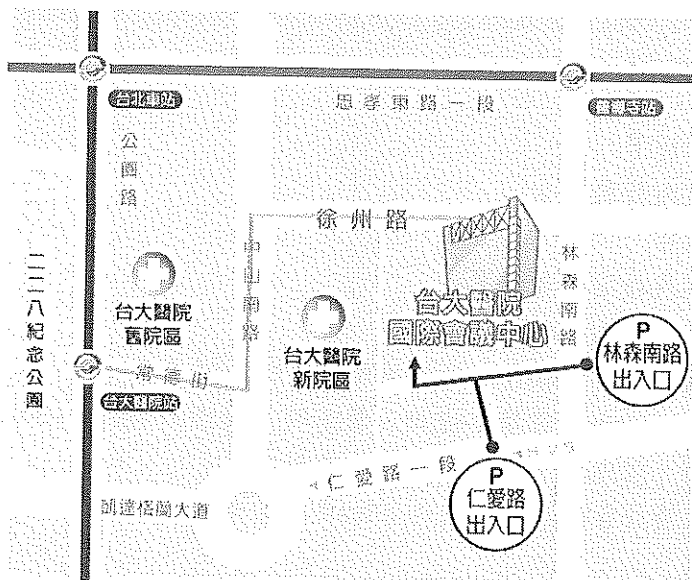 台北車站
忠孝東路一段
善導寺站
公園路
徐州路
中山南路
林森南路
二二八紀念公園
台大醫院
舊院區
台大醫院
新院區
台大醫院
國際會議中心
P
林森南路
出入口
常德街
台大醫院站
仁愛路一段
P
仁愛路
出入口
凱達格蘭大道